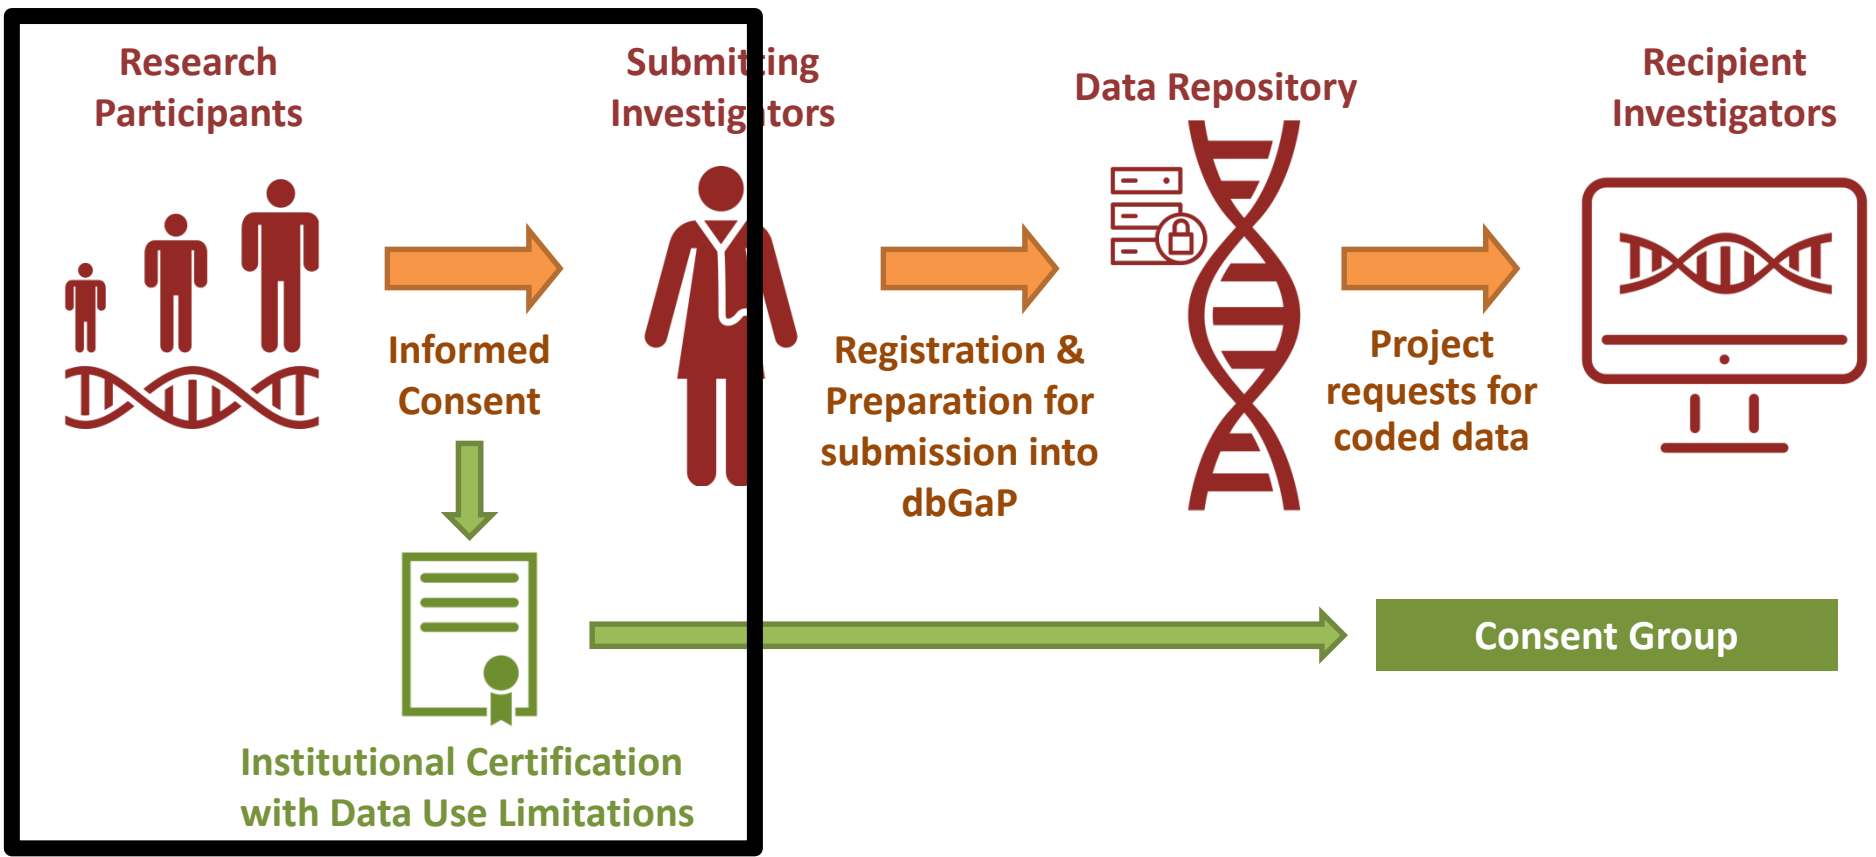 Research
Participants
Submitting
Investigators
Data Repository
Recipient
Investigators
Informed
Consent
Registration &
Preparation for
submission into
dbGaP
Project
requests for
coded data
Consent Group
Institutional Certification
with Data Use Limitations